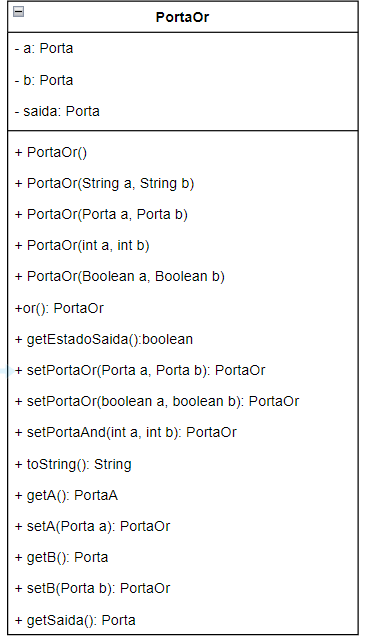 PortaOr
- a: Porta
- b: Porta
- saida: Porta
+ PortaOr()
+ PortaOr(String a, String b)
+ PortaOr(Porta a, Porta b)
+ PortaOr(int a, int b)
+ PortaOr(Boolean a, Boolean b)
+or(): PortaOr
+ getEstadoSaida():boolean
+ setPortaOr(Porta a, Porta b): PortaOr
+ setPortaOr(boolean a, boolean b): PortaOr
+ setPortaAnd(int a, int b): PortaOr
+ toString(): String
+ getA(): PortaA
+ setA(Porta a): PortaOr
+ getB(): Porta
+ setB(Porta b): PortaOr
+ getSaida(): Porta